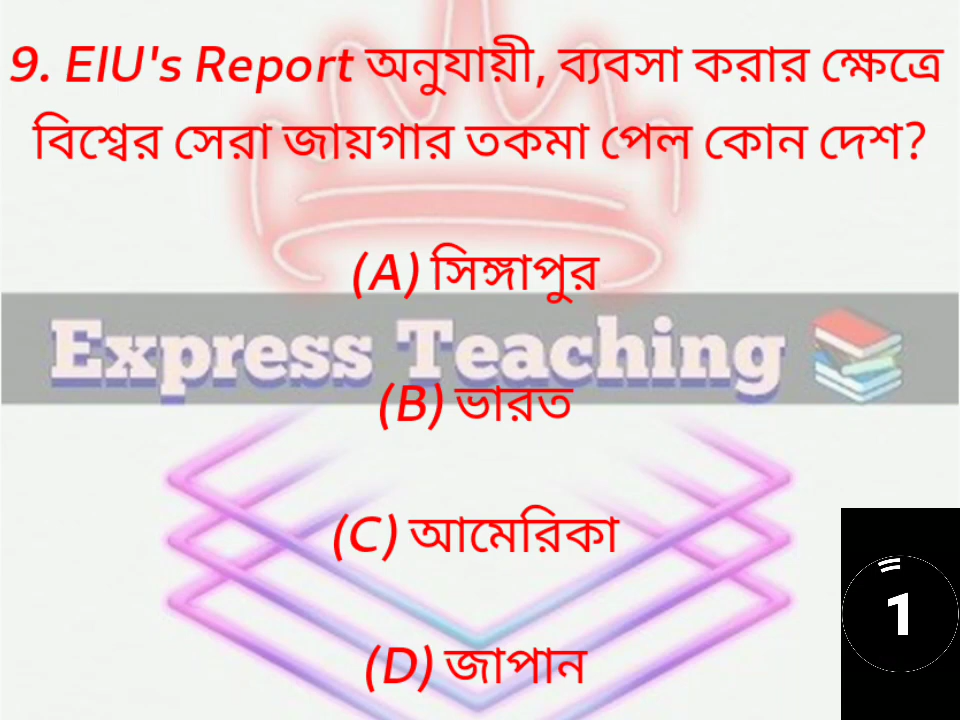 9. EIU's Report অনুযায়ী, ব্যবসা করার ক্ষেত্রে
বিশ্বের সেরা জায়গার তকমা পেল কোন দেশ?
(A) সিঙ্গাপুর
Express Teaching
(B) ভারত
(C) আমেরিকা
(D) জাপান
1